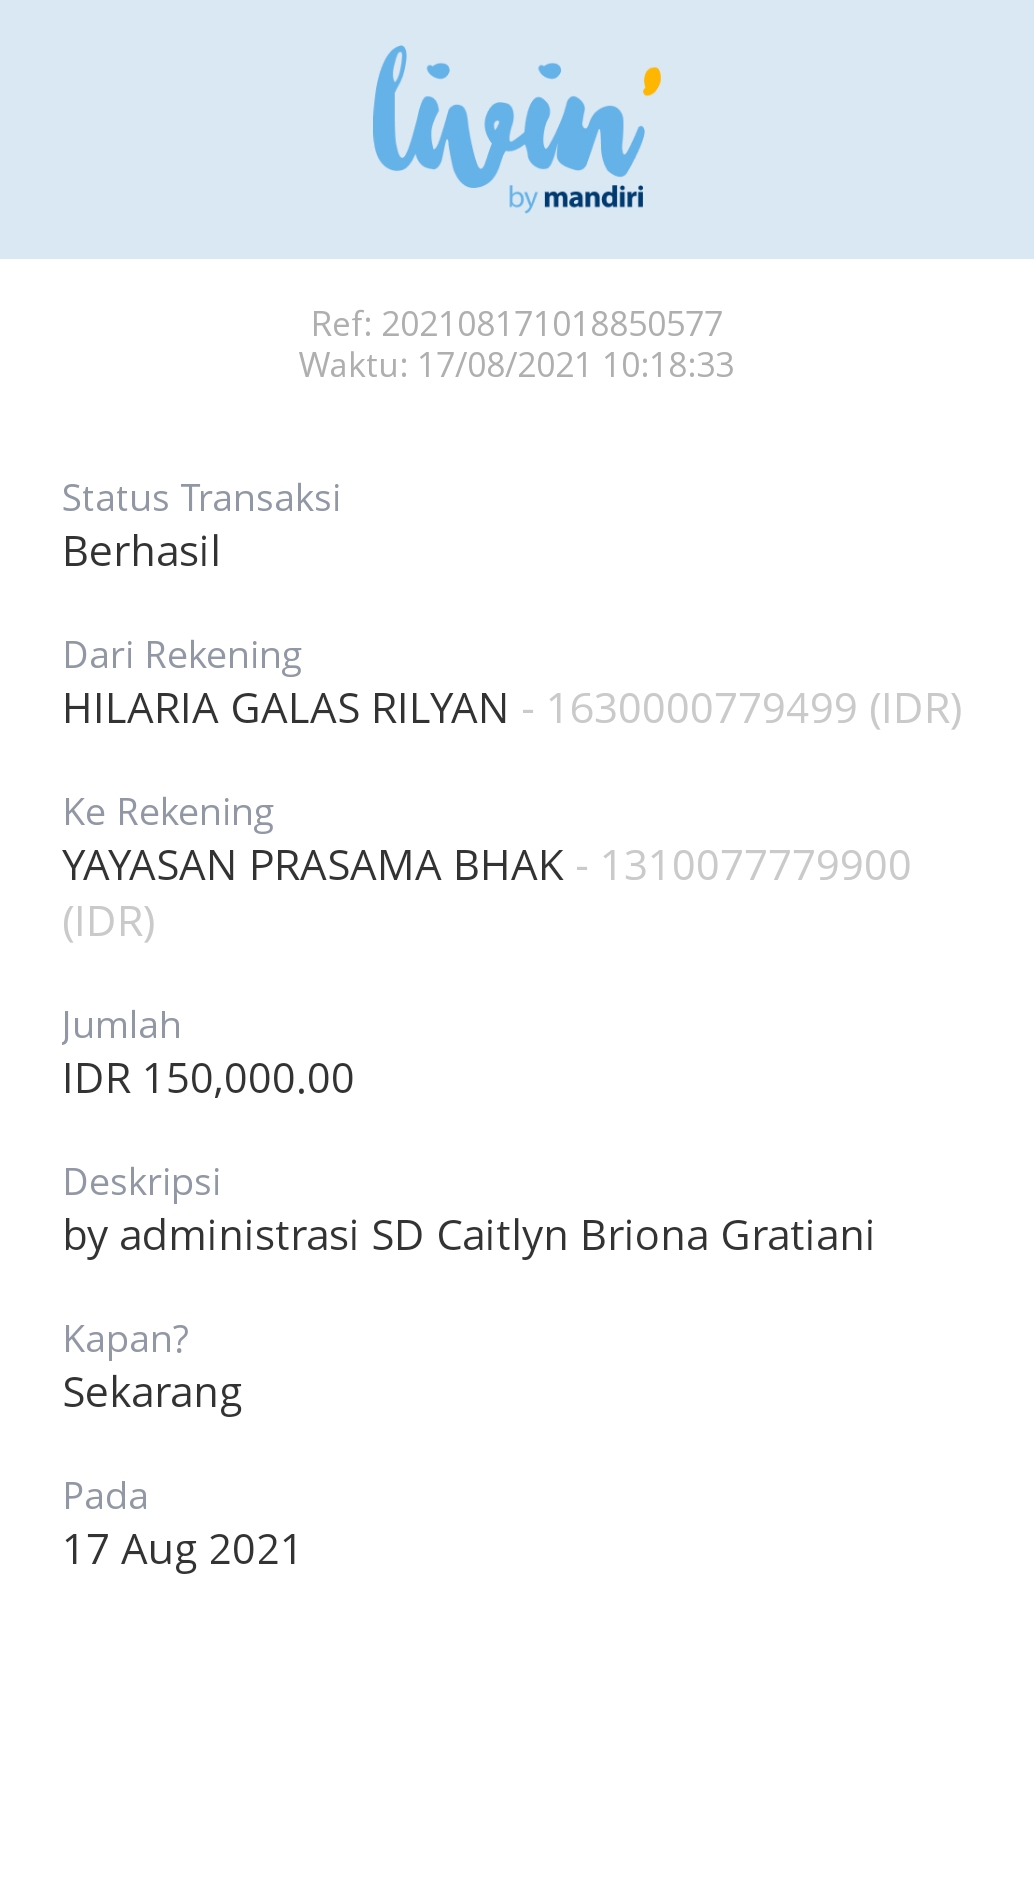 livin'
by mandiri
Ref: 202108171018850577
Waktu: 17/08/2021 10:18:33
Status Transaksi
Berhasil
Dari Rekening
HILARIA GALAS RILYAN - 1630000779499 (IDR)
Ke Rekening
YAYASAN PRASAMA BHAK - 1310077779900
(IDR)
Jumlah
IDR 150,000.00
Deskripsi
by administrasi SD Caitlyn Briona Gratiani
Kapan?
Sekarang
Pada
17 Aug 2021